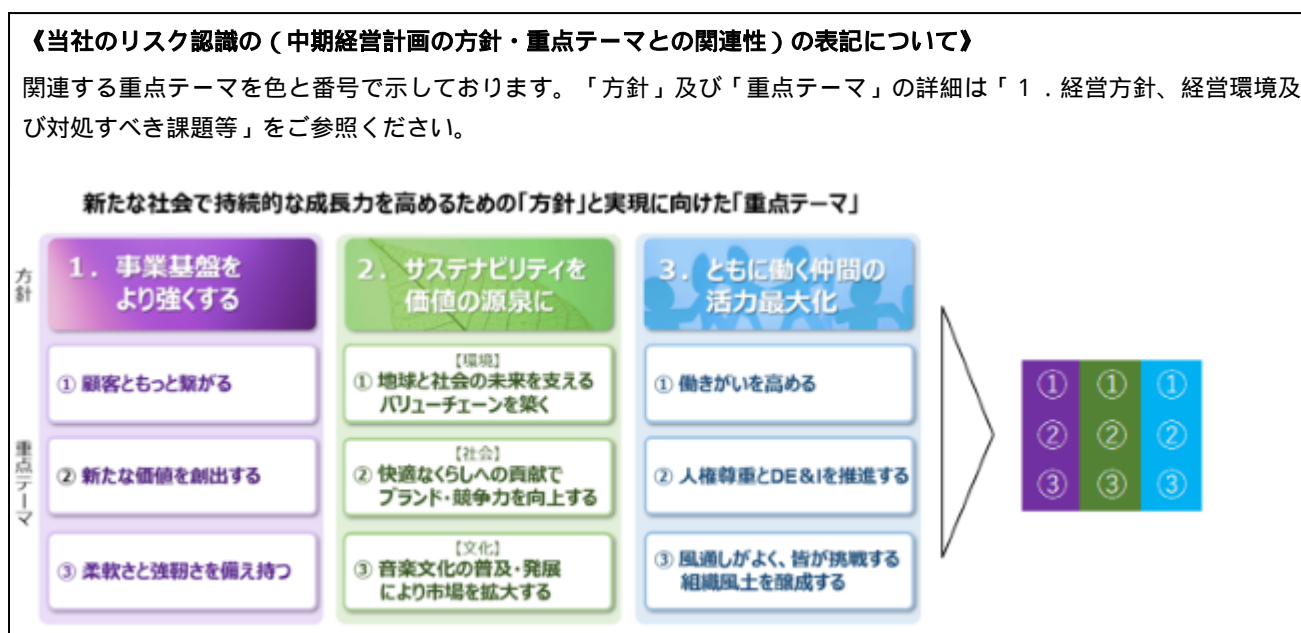 《当社のリスク認識の(中期経営計画の方針・重点テーマとの関連性)の表記について》
関連する重点テーマを色と番号で示しております。「方針」及び「重点テーマ」の詳細は「1.経営方針、経営環境及
び対処すべき課題等」をご参照ください。
新たな社会で持続的な成長力を高めるための「方針」と実現に向けた「重点テーマ」
方針
1. 事業基盤を
より強くする
2. サステナビリティを
価値の源泉に
3. ともに働く仲間の
活力最大化
重点テーマ
① 顧客ともっと繋がる
【環境】
① 地球と社会の未来を支える
バリューチェーンを築く
① 働きがいを高める
② 新たな価値を創出する
【社会】
② 快適なくらしへの貢献で
ブランド・競争力を向上する
② 人権尊重とDE&Iを推進する
③ 柔軟さと強靭さを備え持つ
【文化】
③ 音楽文化の普及・発展
により市場を拡大する
③ 風通しがよく、皆が挑戦する
組織風土を醸成する
① ① ①
② ② ②
③ ③ ③